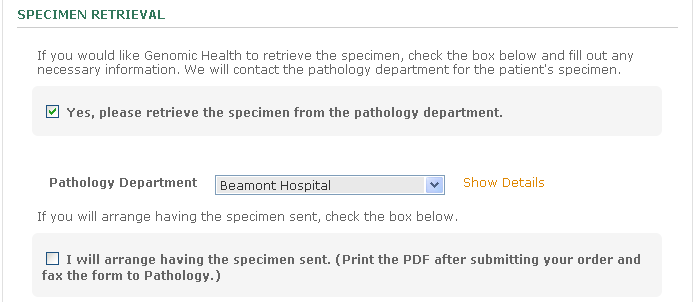 SPECIMEN RETRIEVAL
If you would like Genomic Health to retrieve the specimen, check the box below and fill out any
necessary information. We will contact the pathology department for the patient's specimen.
Yes, please retrieve the specimen from the pathology department.
Pathology Department Beamont Hospital Show Details
If you will arrange having the specimen sent, check the box below.
I will arrange having the specimen sent. (Print the PDF after submitting your order and
fax the form to Pathology.)